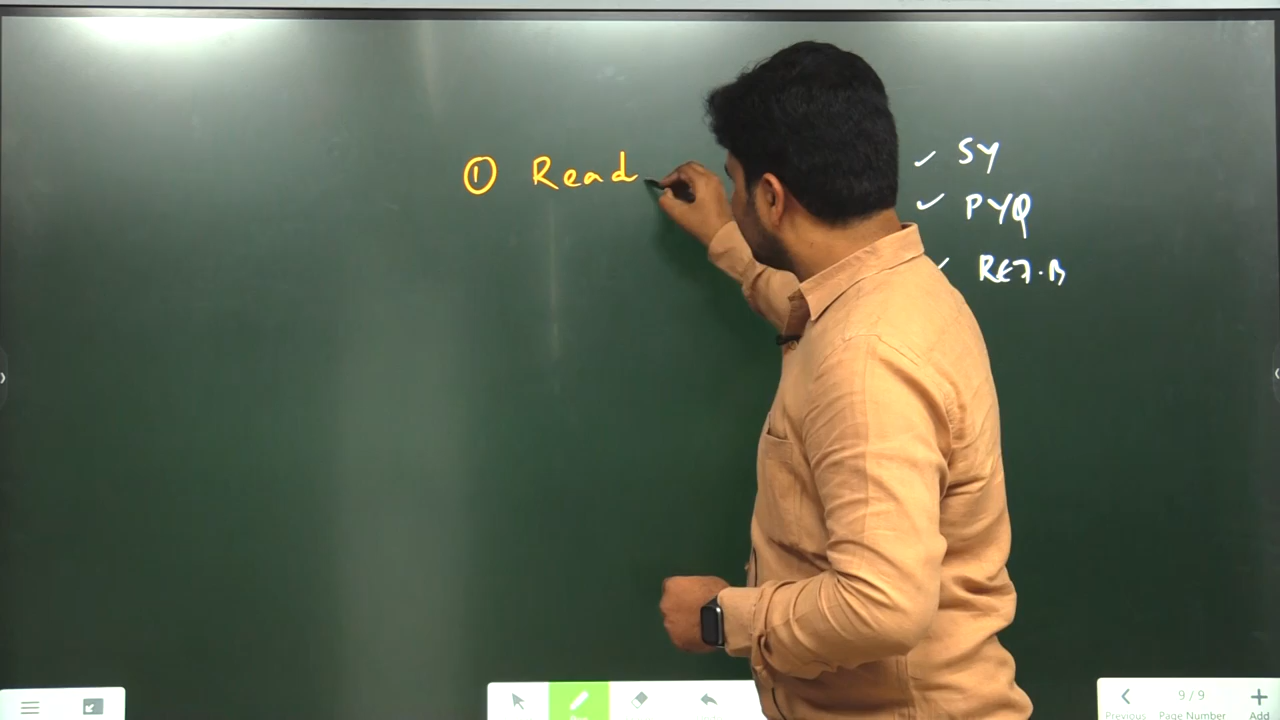 ① Read
SY
PYQ
REF.B
Previous
9 / 9
Page Number
Add